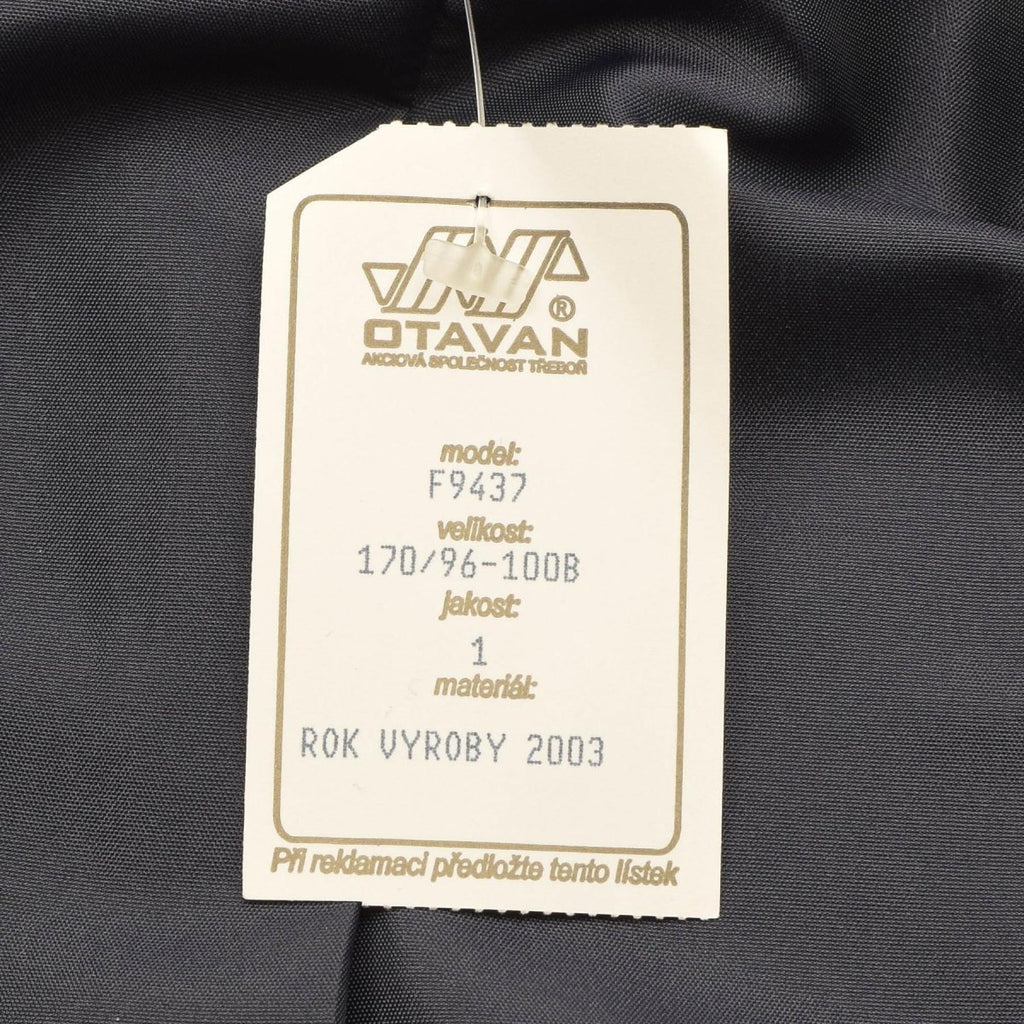 ®
OTAVAN
AKCIOVÁ SPOLEČNOST TŘEBOŇ
model:
F9437
velikost:
170/96-100B
jakost:
1
materiál:
ROK VYROBY 2003
Při reklamaci předložte tento lístek